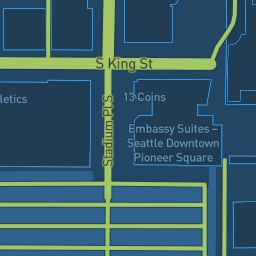 S King St
13 Coins
letics
Stadium Pl S
Embassy Suites –
Seattle Downtown
Pioneer Square